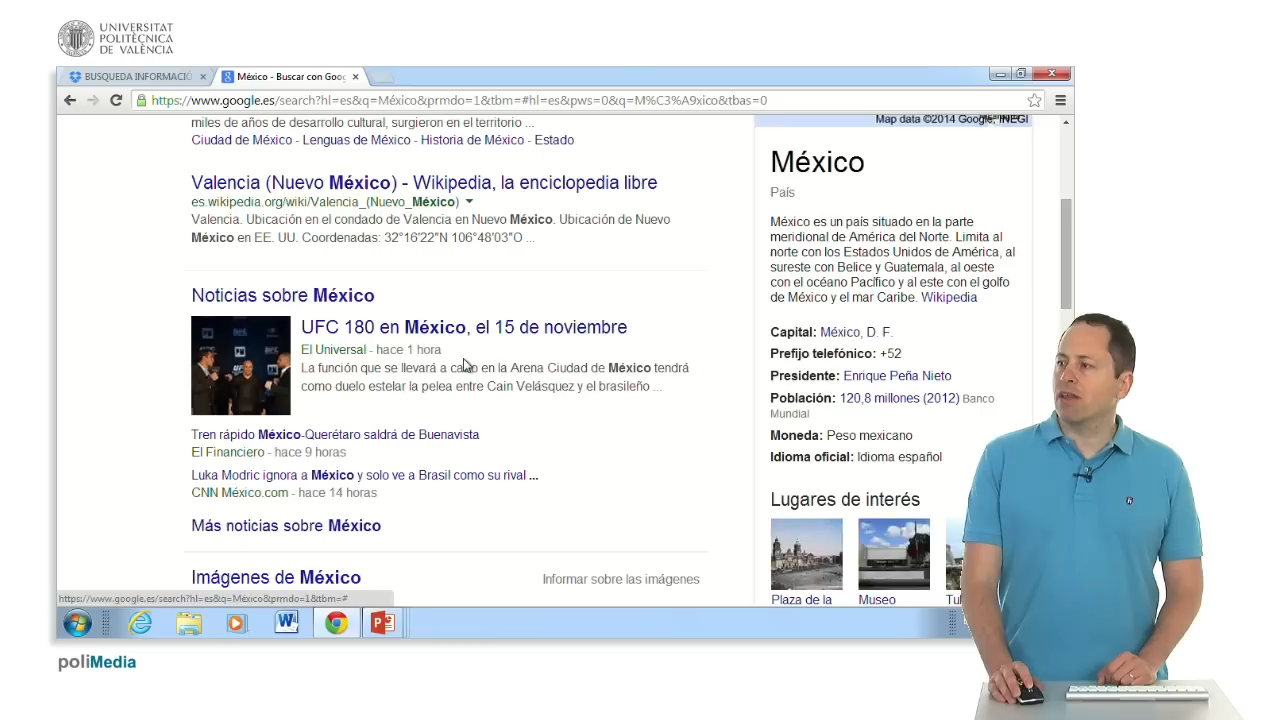 UNIVERSITAT
POLITÈCNICA
DE VALÈNCIA
BUSQUEDA INFORMACIÓ
México - Buscar con Goog
https://www.google.es/search?hl=es&q=México&prmdo=1&tbm=#hl=es&pws=0&q=M%C3%A9xico&tbas=0
miles de años de desarrollo cultural, surgieron en el territorio ...
Ciudad de México - Lenguas de México - Historia de México - Estado
Valencia (Nuevo México) - Wikipedia, la enciclopedia libre
es.wikipedia.org/wiki/Valencia_(Nuevo_México)
Valencia. Ubicación en el condado de Valencia en Nuevo México. Ubicación de Nuevo
México en EE. UU. Coordenadas: 32°16′22″N 106°48′03″O ...
Noticias sobre México
UFC 180 en México, el 15 de noviembre
El Universal - hace 1 hora
La función que se llevará a cabo en la Arena Ciudad de México tendrá
como duelo estelar la pelea entre Cain Velásquez y el brasileño ...
Tren rápido México-Querétaro saldrá de Buenavista
El Financiero - hace 9 horas
Luka Modric ignora a México y solo ve a Brasil como su rival ...
CNN México.com - hace 14 horas
Más noticias sobre México
Imágenes de México
Informar sobre las imágenes
https://www.google.es/search?hl=es&q=México&prmdo=1&tbm=#
Map data ©2014 Google, INEGI
México
País
México es un país situado en la parte
meridional de América del Norte. Limita al
norte con los Estados Unidos de América, al
sureste con Belice y Guatemala, al oeste
con el océano Pacífico y al este con el golfo
de México y el mar Caribe. Wikipedia
Capital: México, D. F.
Prefijo telefónico: +52
Presidente: Enrique Peña Nieto
Población: 120,8 millones (2012) Banco
Mundial
Moneda: Peso mexicano
Idioma oficial: Idioma español
Lugares de interés
Plaza de la
Museo
Tul
poliMedia